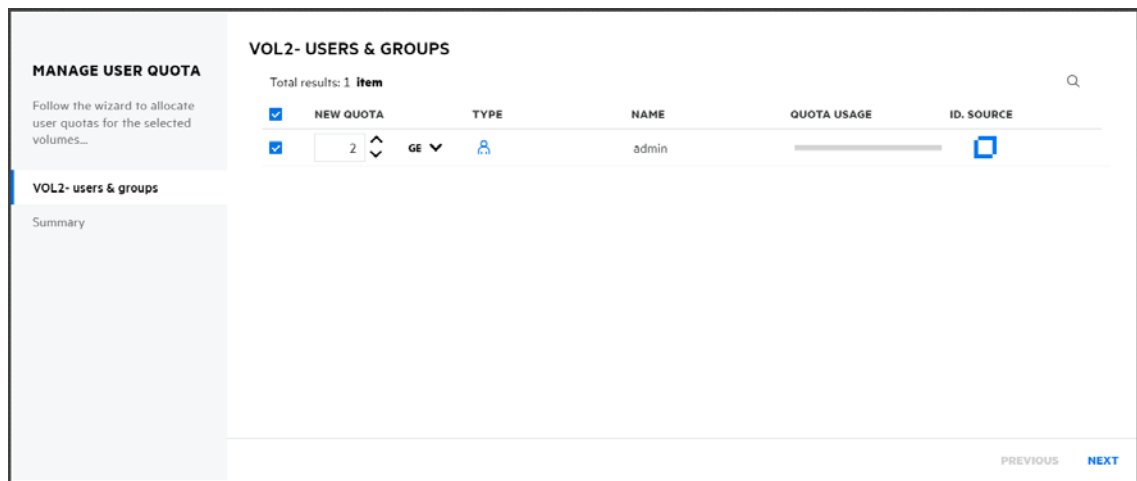 MANAGE USER QUOTA
Follow the wizard to allocate
user quotas for the selected
volumes...
VOL2- users & groups
Summary
VOL2- USERS & GROUPS
Total results: 1 item
NEW QUOTA TYPE NAME QUOTA USAGE ID. SOURCE
2 GE admin
PREVIOUS NEXT